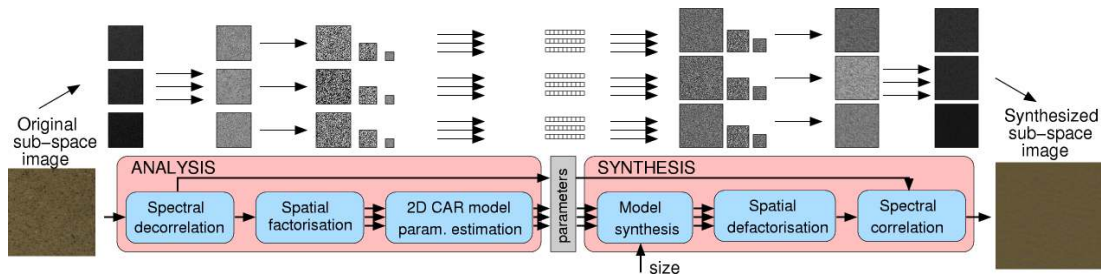 Original
sub-space
image
Synthesized
sub-space
image
ANALYSIS
Spectral
decorrelation
Spatial
factorisation
2D CAR model
param. estimation
parameters
SYNTHESIS
Model
synthesis
Spatial
defactorisation
Spectral
correlation
size